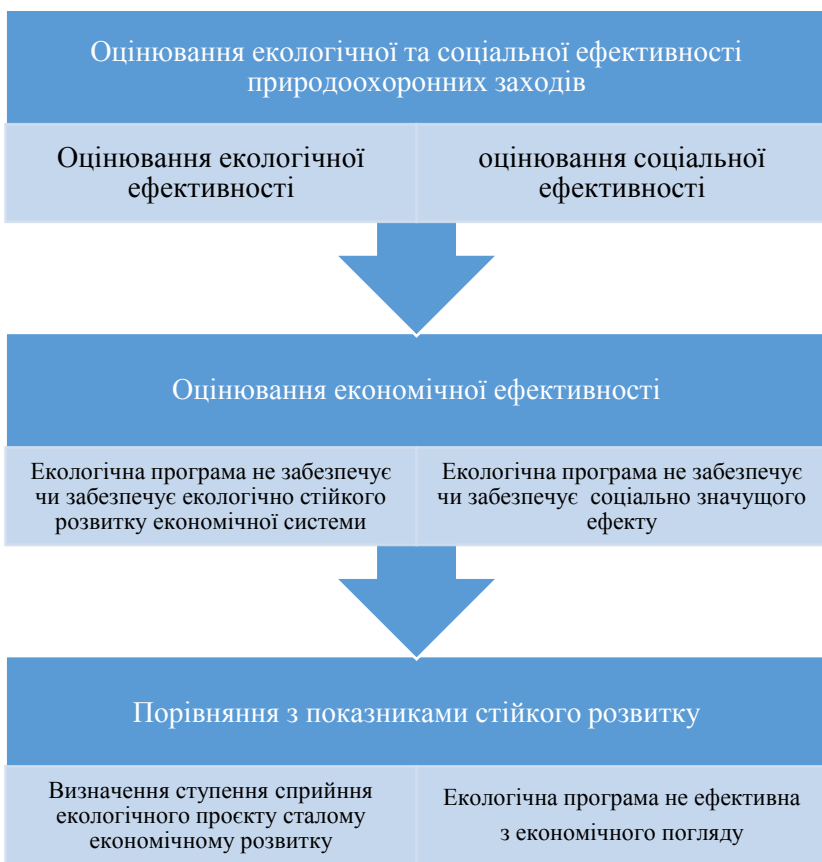 Оцінювання екологічної та соціальної ефективності
природоохоронних заходів
Оцінювання екологічної
ефективності
оцінювання соціальної
ефективності
Оцінювання економічної ефективності
Екологічна програма не забезпечує
чи забезпечує екологічно стійкого
розвитку економічної системи
Екологічна програма не забезпечує
чи забезпечує соціально значущого
ефекту
Порівняння з показниками стійкого розвитку
Визначення ступення сприйння
екологічного проєкту сталому
економічному розвитку
Екологічна програма не ефективна
з економічного погляду